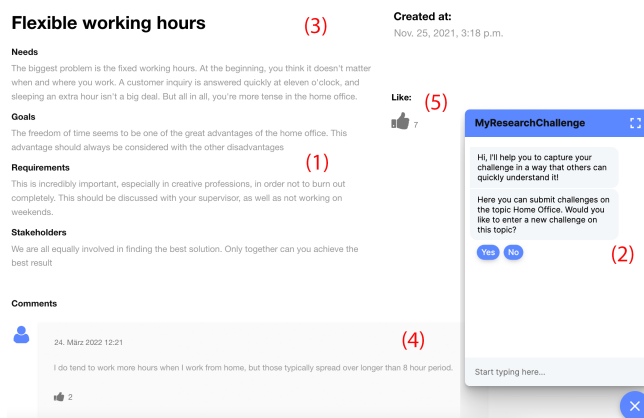 Flexible working hours
(3)
Needs
The biggest problem is the fixed working hours. At the beginning, you think it doesn't matter
when and where you work. A customer inquiry is answered quickly at eleven o'clock, and
sleeping an extra hour isn't a big deal. But all in all, you're more tense in the home office.
Goals
The freedom of time seems to be one of the great advantages of the home office. This
advantage should always be considered with the other disadvantages
Requirements
(1)
This is incredibly important, especially in creative professions, in order not to burn out
completely. This should be discussed with your supervisor, as well as not working on
weekends.
Stakeholders
We are all equally involved in finding the best solution. Only together can you achieve the
best result
Created at:
Nov. 25, 2021, 3:18 p.m.
Like:
(5)
7
MyResearchChallenge
Hi, I'll help you to capture your
challenge in a way that others can
quickly understand it!
Here you can submit challenges on
the topic Home Office. Would you
like to enter a new challenge on
this topic?
Yes No
(2)
Start typing here...
Comments
24. März 2022 12:21
(4)
I do tend to work more hours when I work from home, but those typically spread over longer than 8 hour period.
2